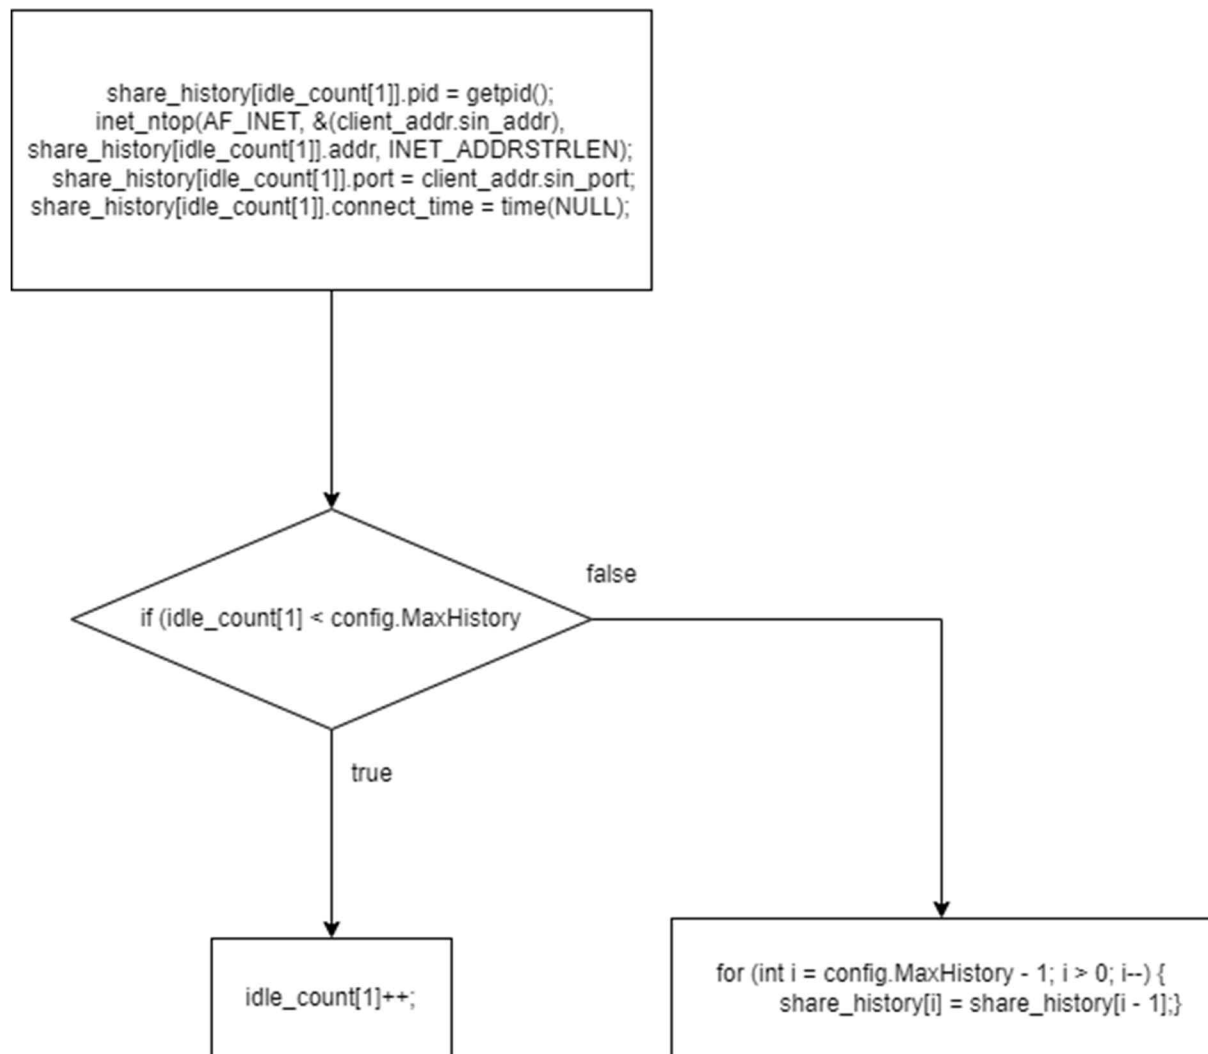 share_history[idle_count[1]].pid = getpid();
inet_ntop(AF_INET, &(client_addr.sin_addr),
share_history[idle_count[1]].addr, INET_ADDRSTRLEN);
share_history[idle_count[1]].port = client_addr.sin_port;
share_history[idle_count[1]].connect_time = time(NULL);
false
if (idle_count[1] < config.MaxHistory
true
idle_count[1]++;
for (int i = config.MaxHistory - 1; i > 0; i--) {
share_history[i] = share_history[i - 1];}